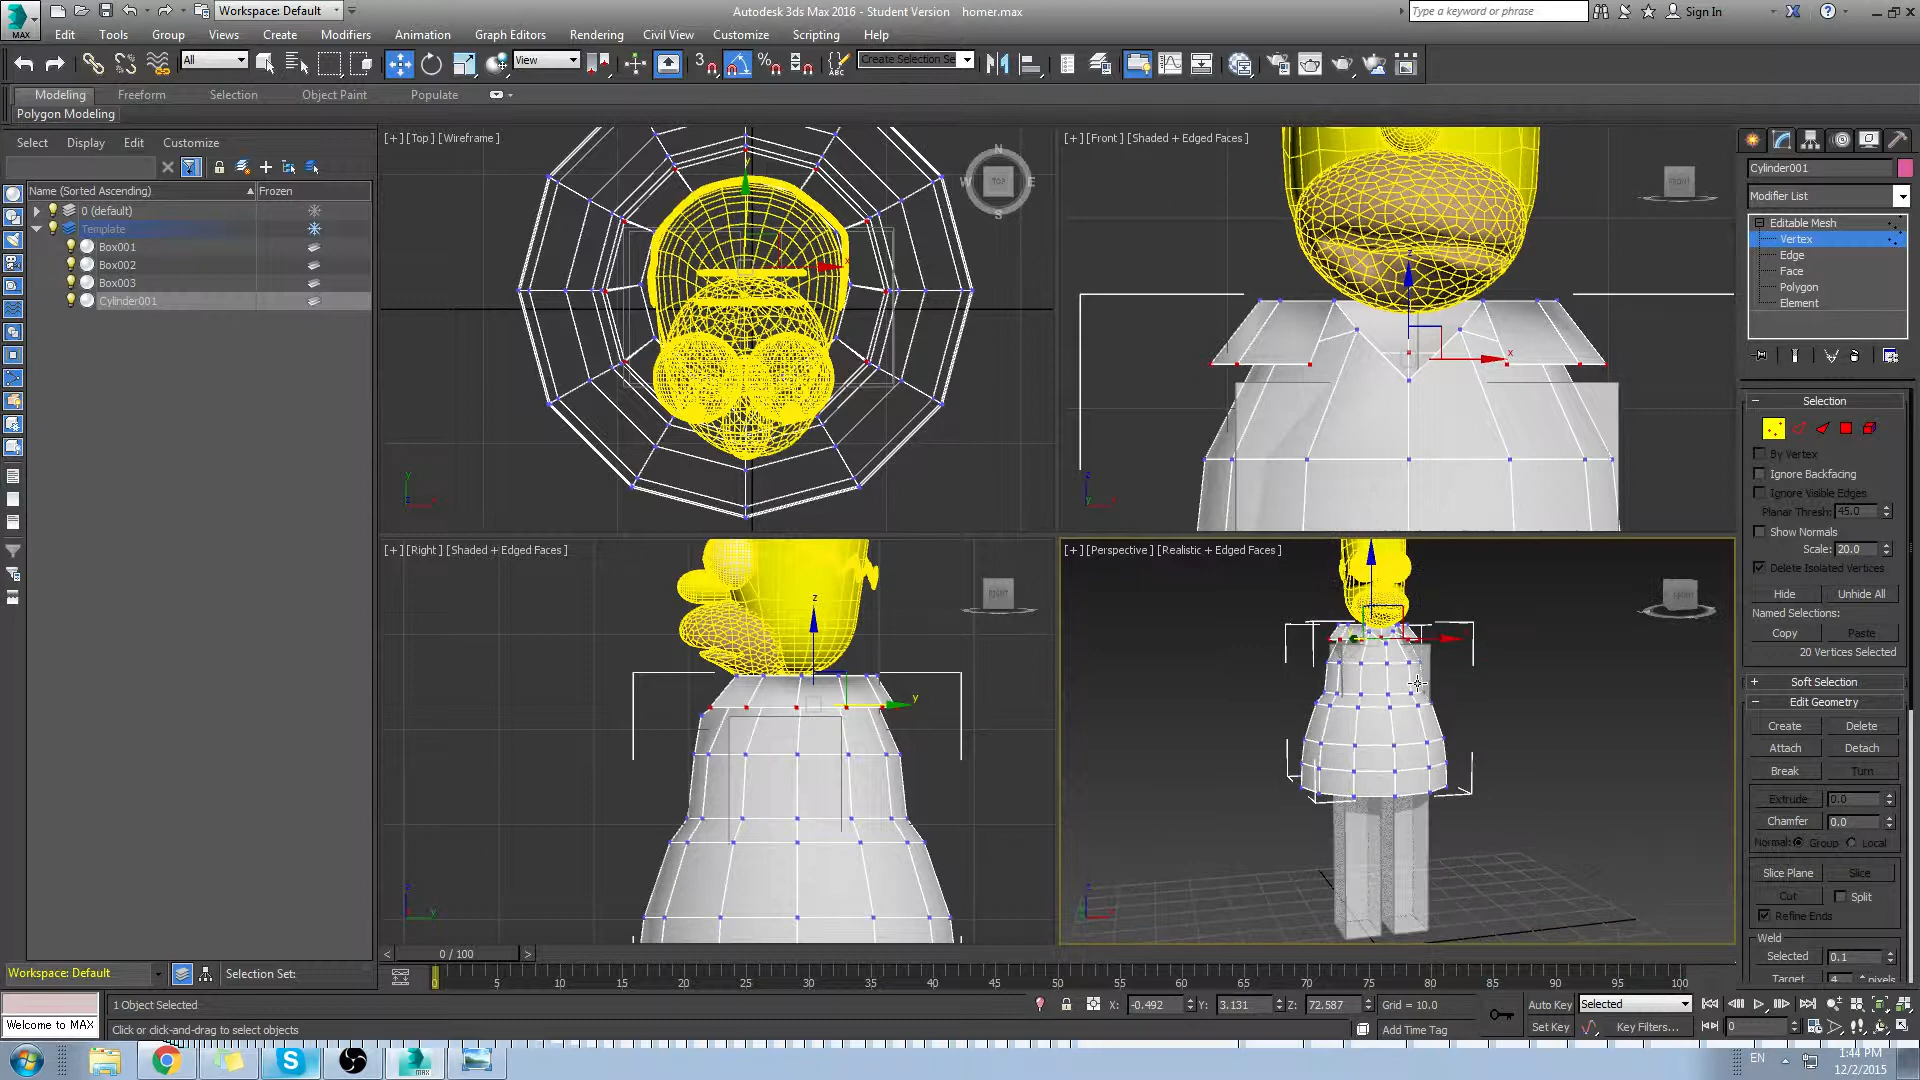 Workspace: Default
Autodesk 3ds Max 2016 - Student Version    homer.max
Type a keyword or phrase
Sign In
MAX
Edit Tools Group Views Create Modifiers Animation Graph Editors Rendering Civil View Customize Scripting Help
All
View
3
ABC
Create Selection Se
Modeling Freeform Selection Object Paint Populate
Polygon Modeling
Select Display Edit Customize
Name (Sorted Ascending) Frozen
0 (default)
Template
Box001
Box002
Box003
Cylinder001
[+] [Top] [Wireframe]
N
W TOP E
S
[+] [Front] [Shaded + Edged Faces]
FRONT
[+] [Right] [Shaded + Edged Faces]
RIGHT
[+] [Perspective] [Realistic + Edged Faces]
Cylinder001
Modifier List
Editable Mesh
Vertex
Edge
Face
Polygon
Element
Selection
By Vertex
Ignore Backfacing
Ignore Visible Edges
Planar Thresh: 45.0
Show Normals
Scale: 20.0
Delete Isolated Vertices
Hide Unhide All
Named Selections:
Copy Paste
20 Vertices Selected
Soft Selection
Edit Geometry
Create Delete
Attach Detach
Break Turn
Extrude 0.0
Chamfer 0.0
Normal: Group Local
Slice Plane Slice
Cut Split
Refine Ends
Weld
Selected 0.1
Target 4 pixels
< 0 / 100 >
Workspace: Default
Selection Set:
0 5 10 15 20 25 30 35 40 45 50 55 60 65 70 75 80 85 90 95 100
1 Object Selected
X: -0.492 Y: 3.131 Z: 72.587 Grid = 10.0
Auto Key Selected
Welcome to MAX
Click or click-and-drag to select objects
Add Time Tag
Set Key Key Filters... 0
EN
1:44 PM
12/2/2015